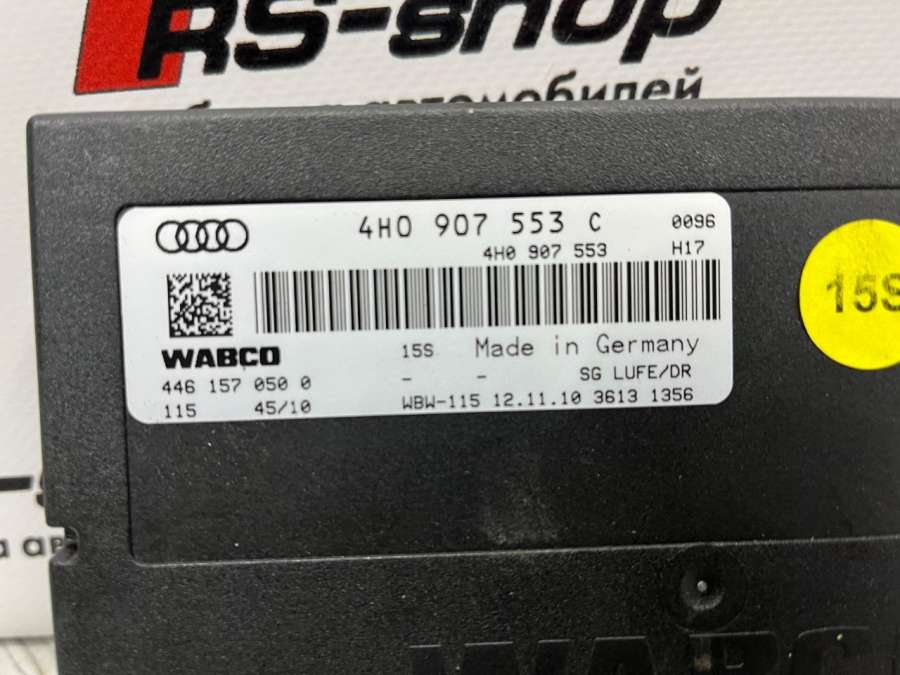 RS-shop
автомобилей
4H0 907 553 C
0096
4H0 907 553
H17
WABCO
15S
Made in Germany
446 157 050 0
- -
SG LUFE/DR
115
45/10
WBW-115 12.11.10 3613 1356
15S